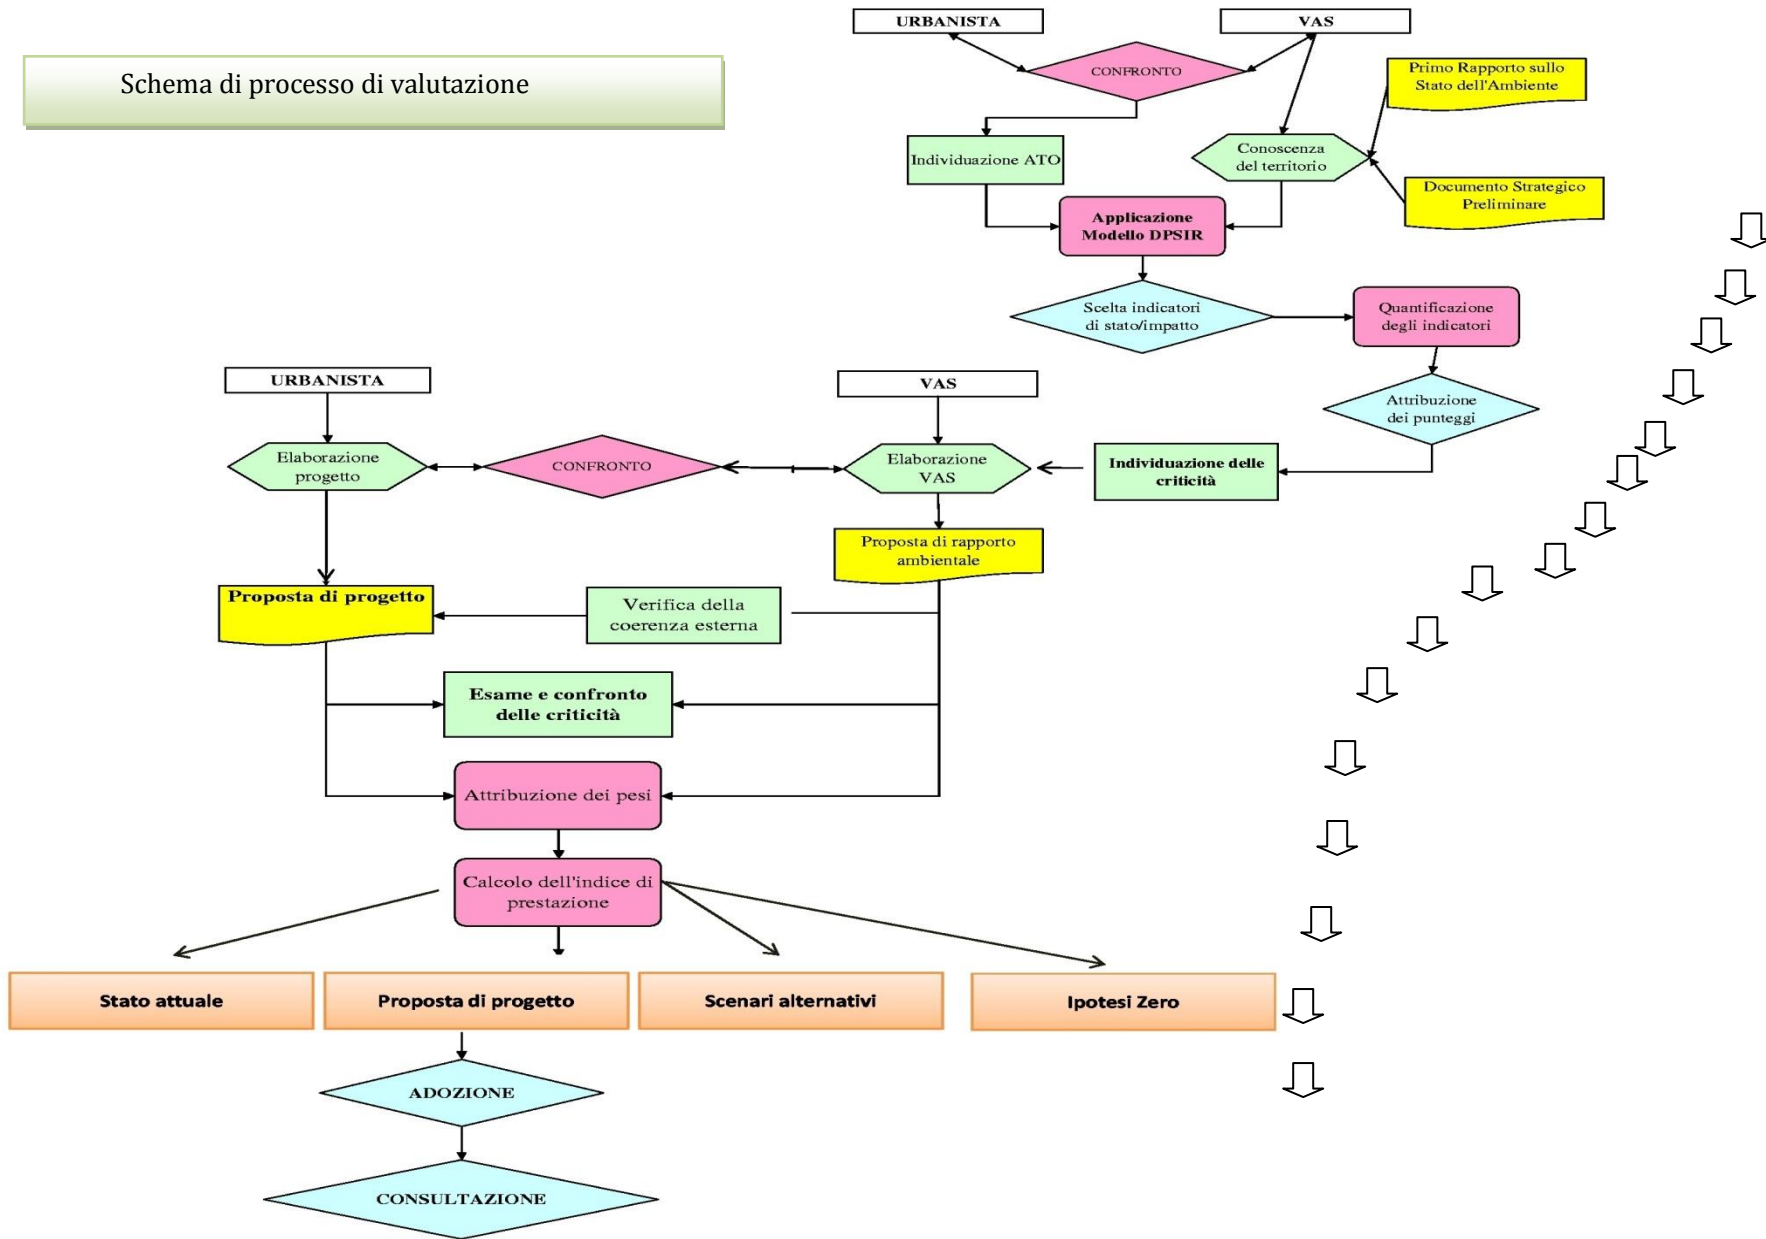 Schema di processo di valutazione
URBANISTA
VAS
CONFRONTO
Primo Rapporto sullo
Stato dell'Ambiente
Individuazione ATO
Conoscenza
del territorio
Documento Strategico
Preliminare
Applicazione
Modello DPSIR
Scelta indicatori
di stato/impatto
Quantificazione
degli indicatori
Attribuzione
dei punteggi
URBANISTA
VAS
Elaborazione
progetto
CONFRONTO
Elaborazione
VAS
Individuazione delle
criticità
Proposta di rapporto
ambientale
Proposta di progetto
Verifica della
coerenza esterna
Esame e confronto
delle criticità
Attribuzione dei pesi
Calcolo dell'indice di
prestazione
Stato attuale
Proposta di progetto
Scenari alternativi
Ipotesi Zero
ADOZIONE
CONSULTAZIONE